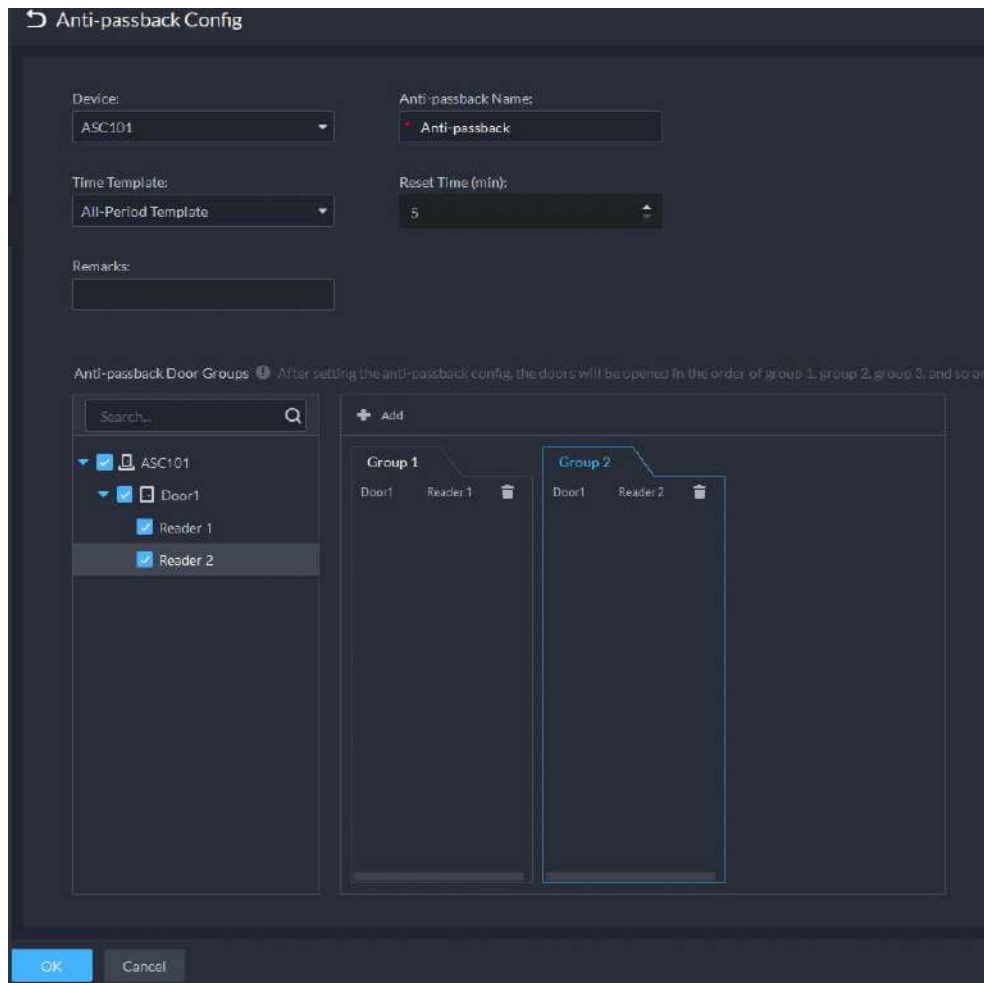 Anti-passback Config
Device:
Anti-passback Name:
ASC101
* Anti-passback
Time Template:
Reset Time (min):
All-Period Template
5
Remarks:
Anti-passback Door Groups After setting the anti-passback config, the doors will be opened in the order of group 1, group 2, group 3, and so on
Search...
Add
ASC101
Door1
Reader 1
Reader 2
Group 1
Door1 Reader 1
Group 2
Door1 Reader 2
OK
Cancel